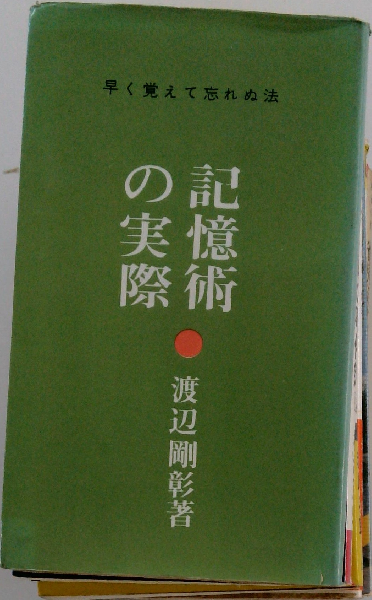 早く覚えて忘れぬ法
記憶術
の実際
渡辺剛彰著